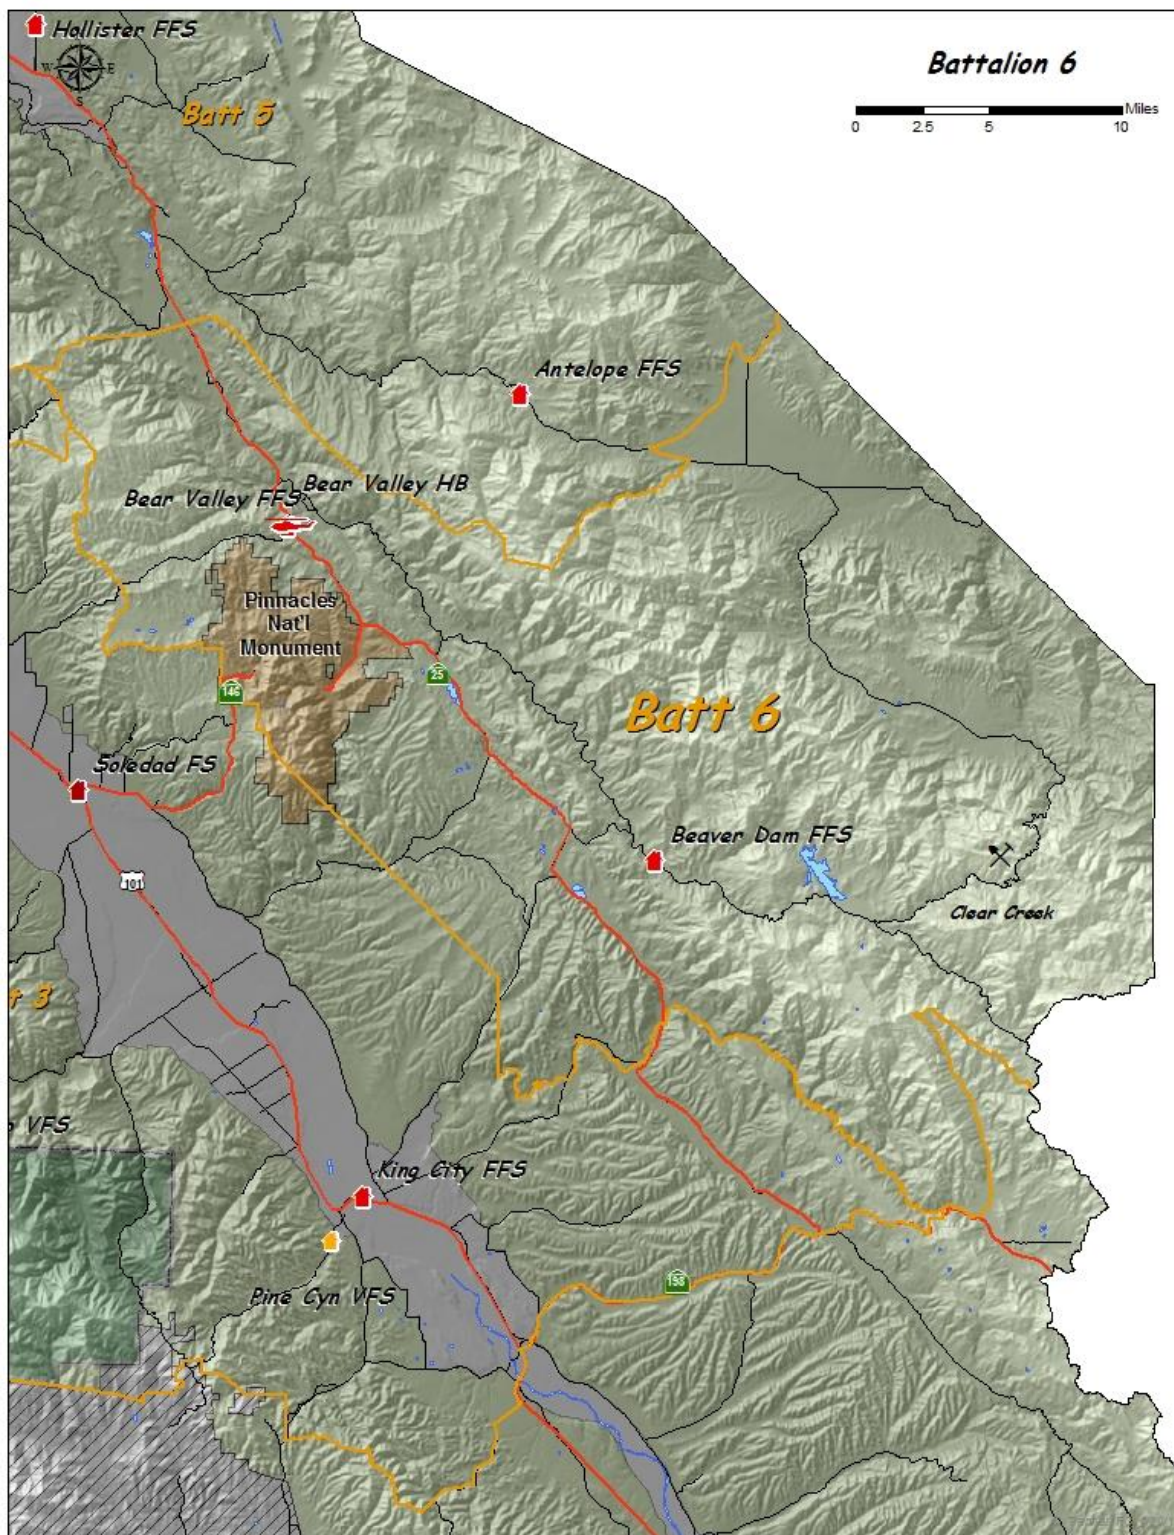 Hollister FFS
W E
S
Battalion 6
Miles
0 2.5 5 10
Batt 5
Antelope FFS
Bear Valley HB
Bear Valley FFS
Pinnacles
Nat'l
Monument
25
146
Batt 6
Soledad FS
Beaver Dam FFS
101
Clear Creek
t 3
VFS
King City FFS
198
Pine Cyn VFS